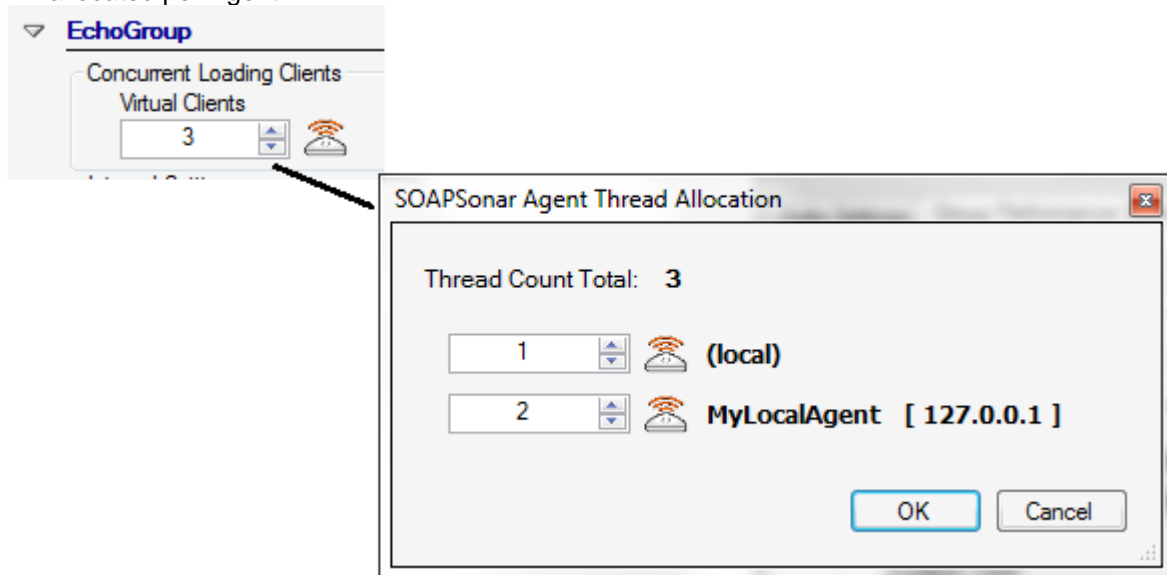 EchoGroup
Concurrent Loading Clients
Virtual Clients
3
SOAPSonar Agent Thread Allocation
Thread Count Total: 3
1 (local)
2 MyLocalAgent [ 127.0.0.1 ]
OK Cancel